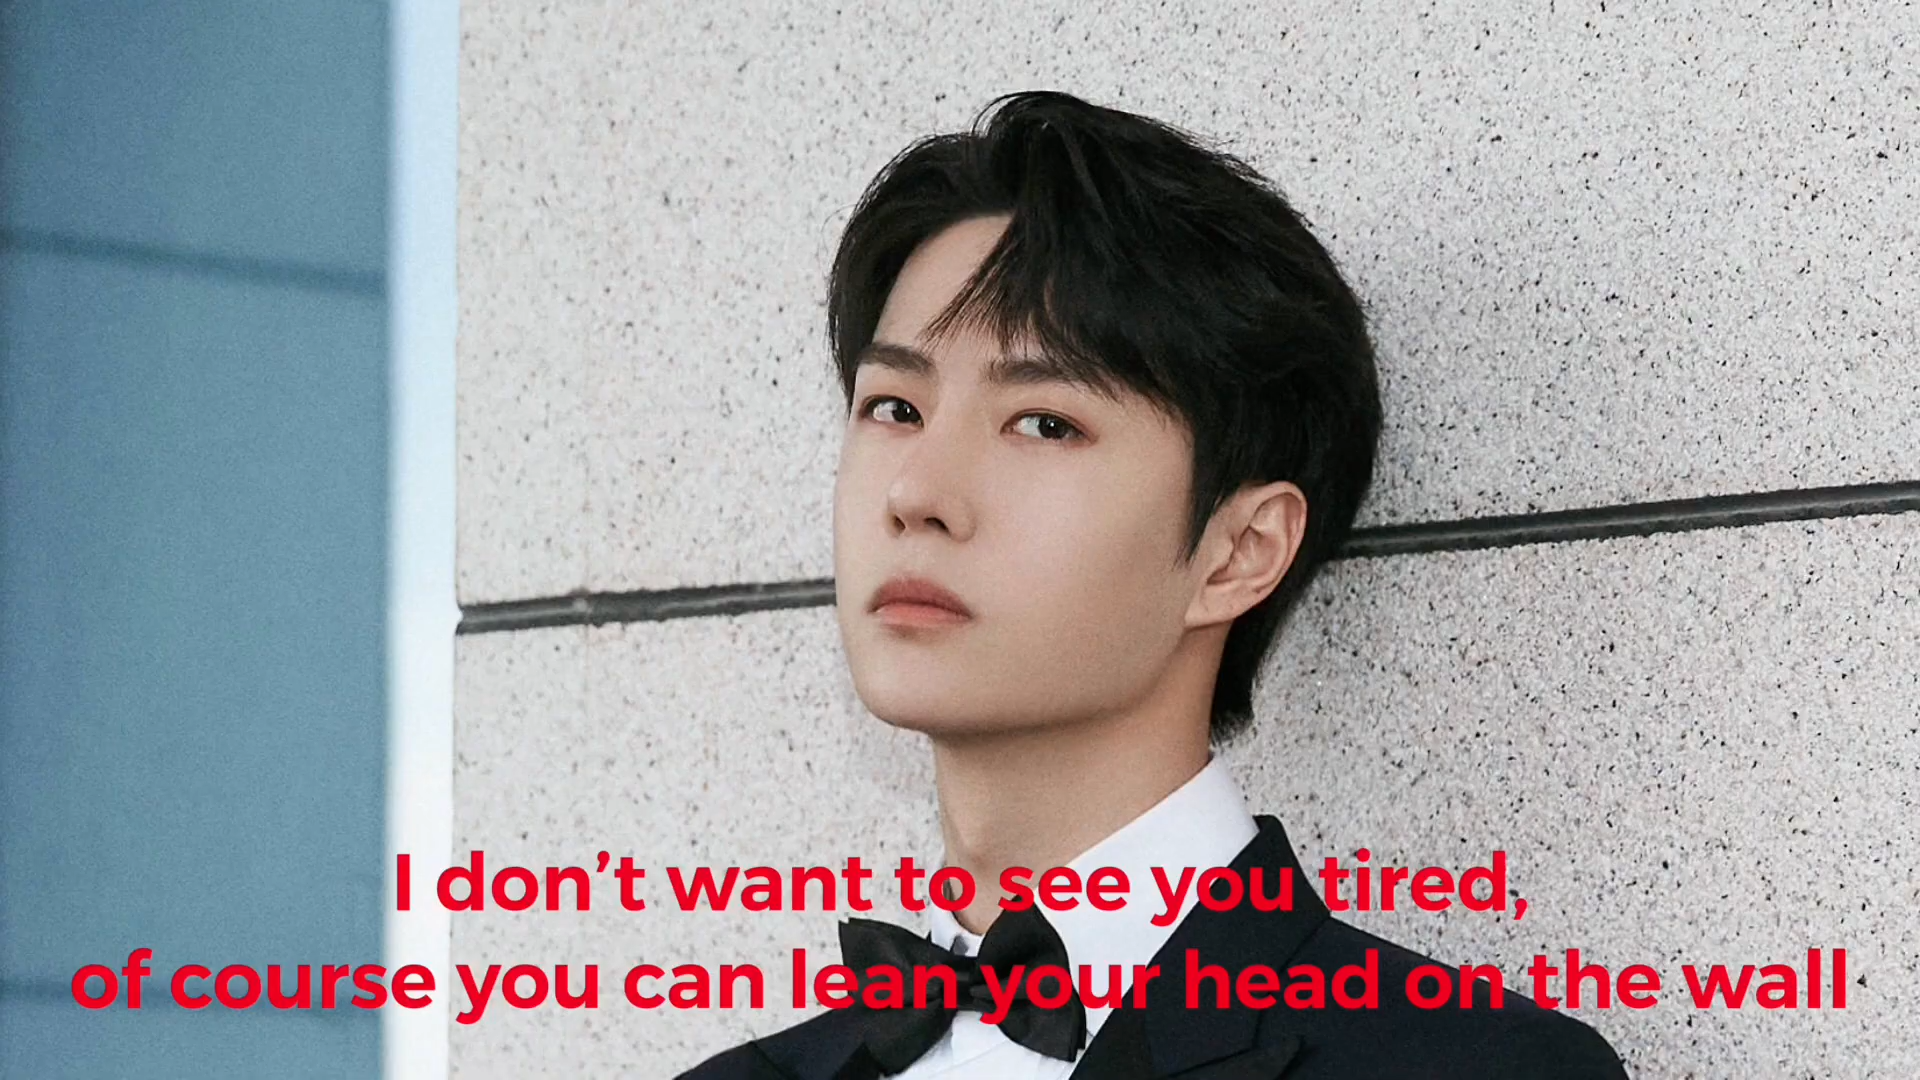 I don’t want to see you tired,
of course you can lean your head on the wall